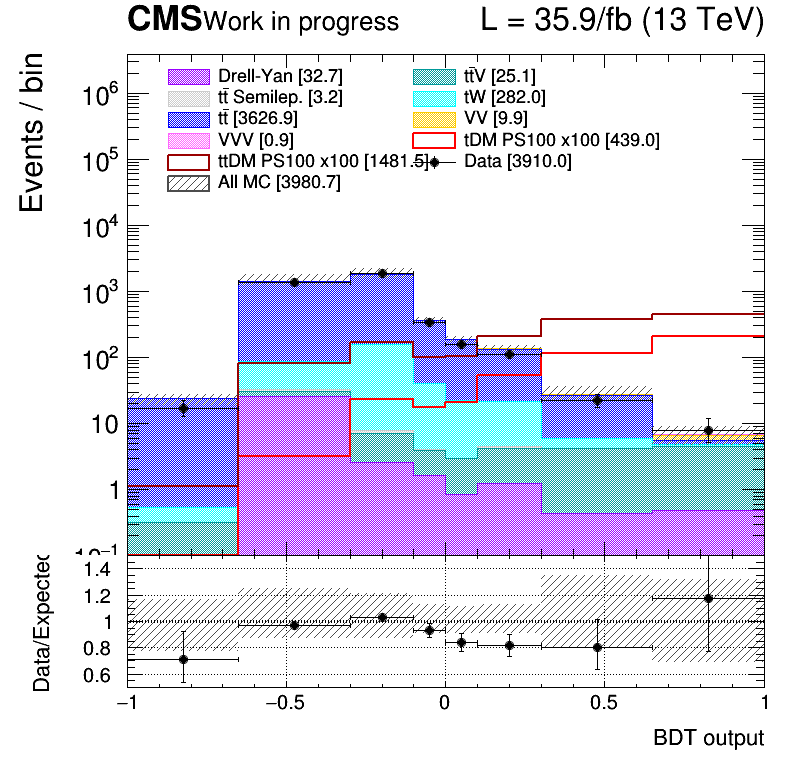 CMS Work in progress L = 35.9/fb (13 TeV)
Events / bin
Drell-Yan [32.7] tt̄V [25.1]
tt̄ Semilep. [3.2] tW [282.0]
tt̄ [3626.9] VV [9.9]
VVV [0.9] tDM PS100 x100 [439.0]
ttDM PS100 x100 [1481.5] Data [3910.0]
All MC [3980.7]
10⁶
10⁵
10⁴
10³
10²
10
1
10⁻¹
Data/Expected
1.4
1.2
1
0.8
0.6
−1 −0.5 0 0.5 1
BDT output